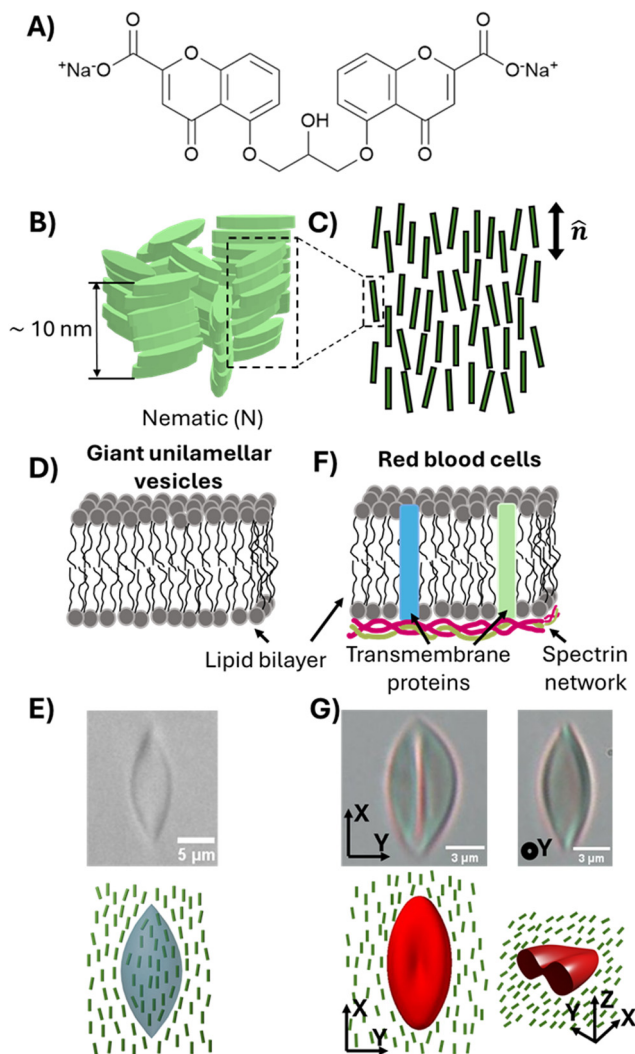 A)
O
O
O
O
⁺Na⁻O
O⁻Na⁺
OH
O
O
O
O
B)
C)
n̂
~ 10 nm
Nematic (N)
D)
Giant unilamellar
vesicles
F)
Red blood cells
Lipid bilayer
Transmembrane
proteins
Spectrin
network
E)
G)
5 µm
X
Y
3 µm
Y
3 µm
X
Y
Y
Z
X